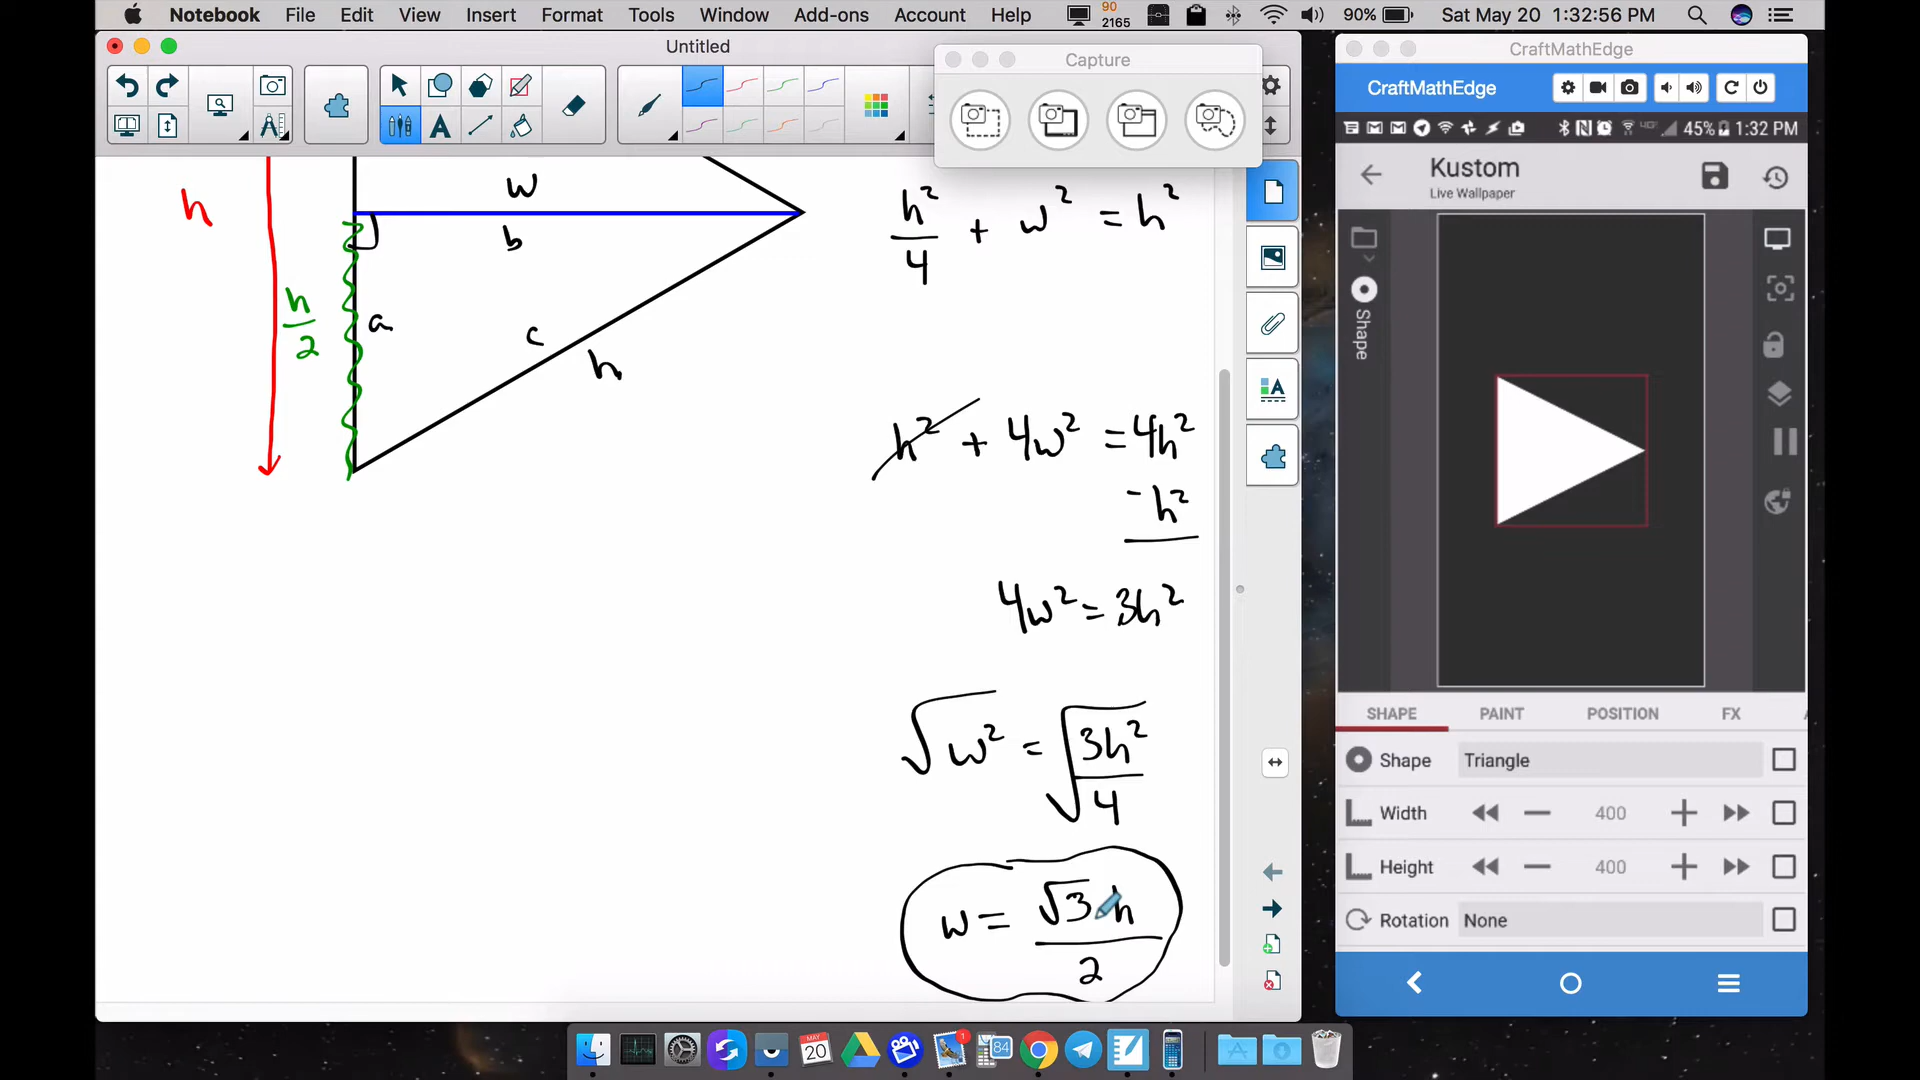 Notebook File Edit View Insert Format Tools Window Add-ons Account Help 90 2165 90% Sat May 20 1:32:56 PM
Untitled
Capture
A
h
w
b
h
2
a
c
h
h²
4
+ w² = h²
h² + 4w² = 4h²
- h²
4w² = 3h²
√w² = √3h²
4
w = √3 h
2
CraftMathEdge
CraftMathEdge
45% 1:32 PM
Kustom
Live Wallpaper
Shape
SHAPE PAINT POSITION FX
Shape Triangle
Width 400
Height 400
Rotation None
MAY 20
1
84